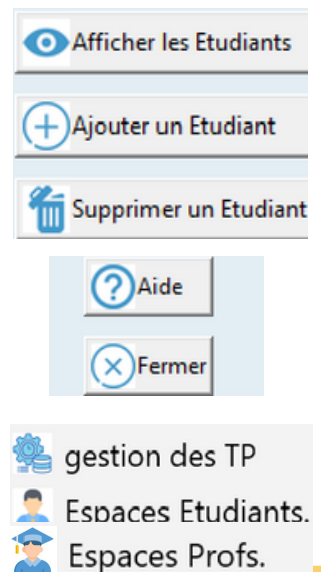 Afficher les Etudiants
Ajouter un Etudiant
Supprimer un Etudiant
Aide
Fermer
gestion des TP
Espaces Etudiants.
Espaces Profs.